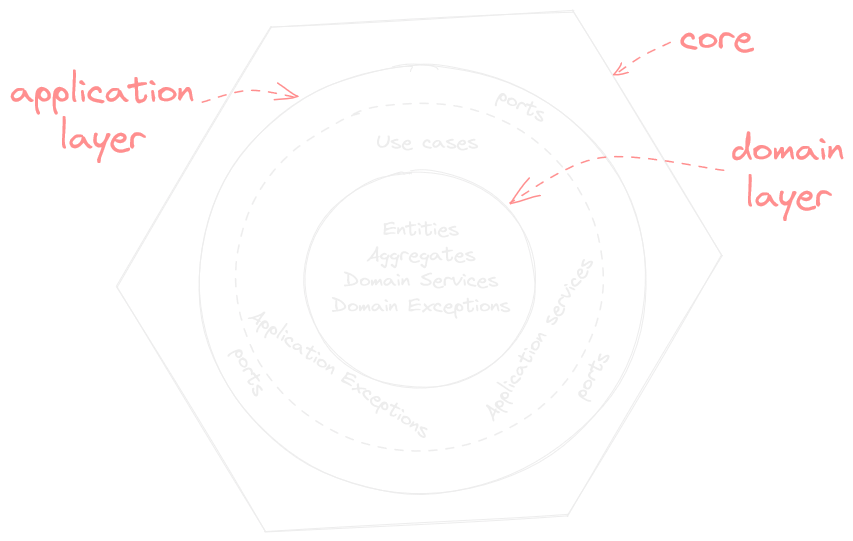 core
application
layer
ports
Use cases
domain
layer
Entities
Aggregates
Domain Services
Domain Exceptions
Application Exceptions
Application services
ports
ports